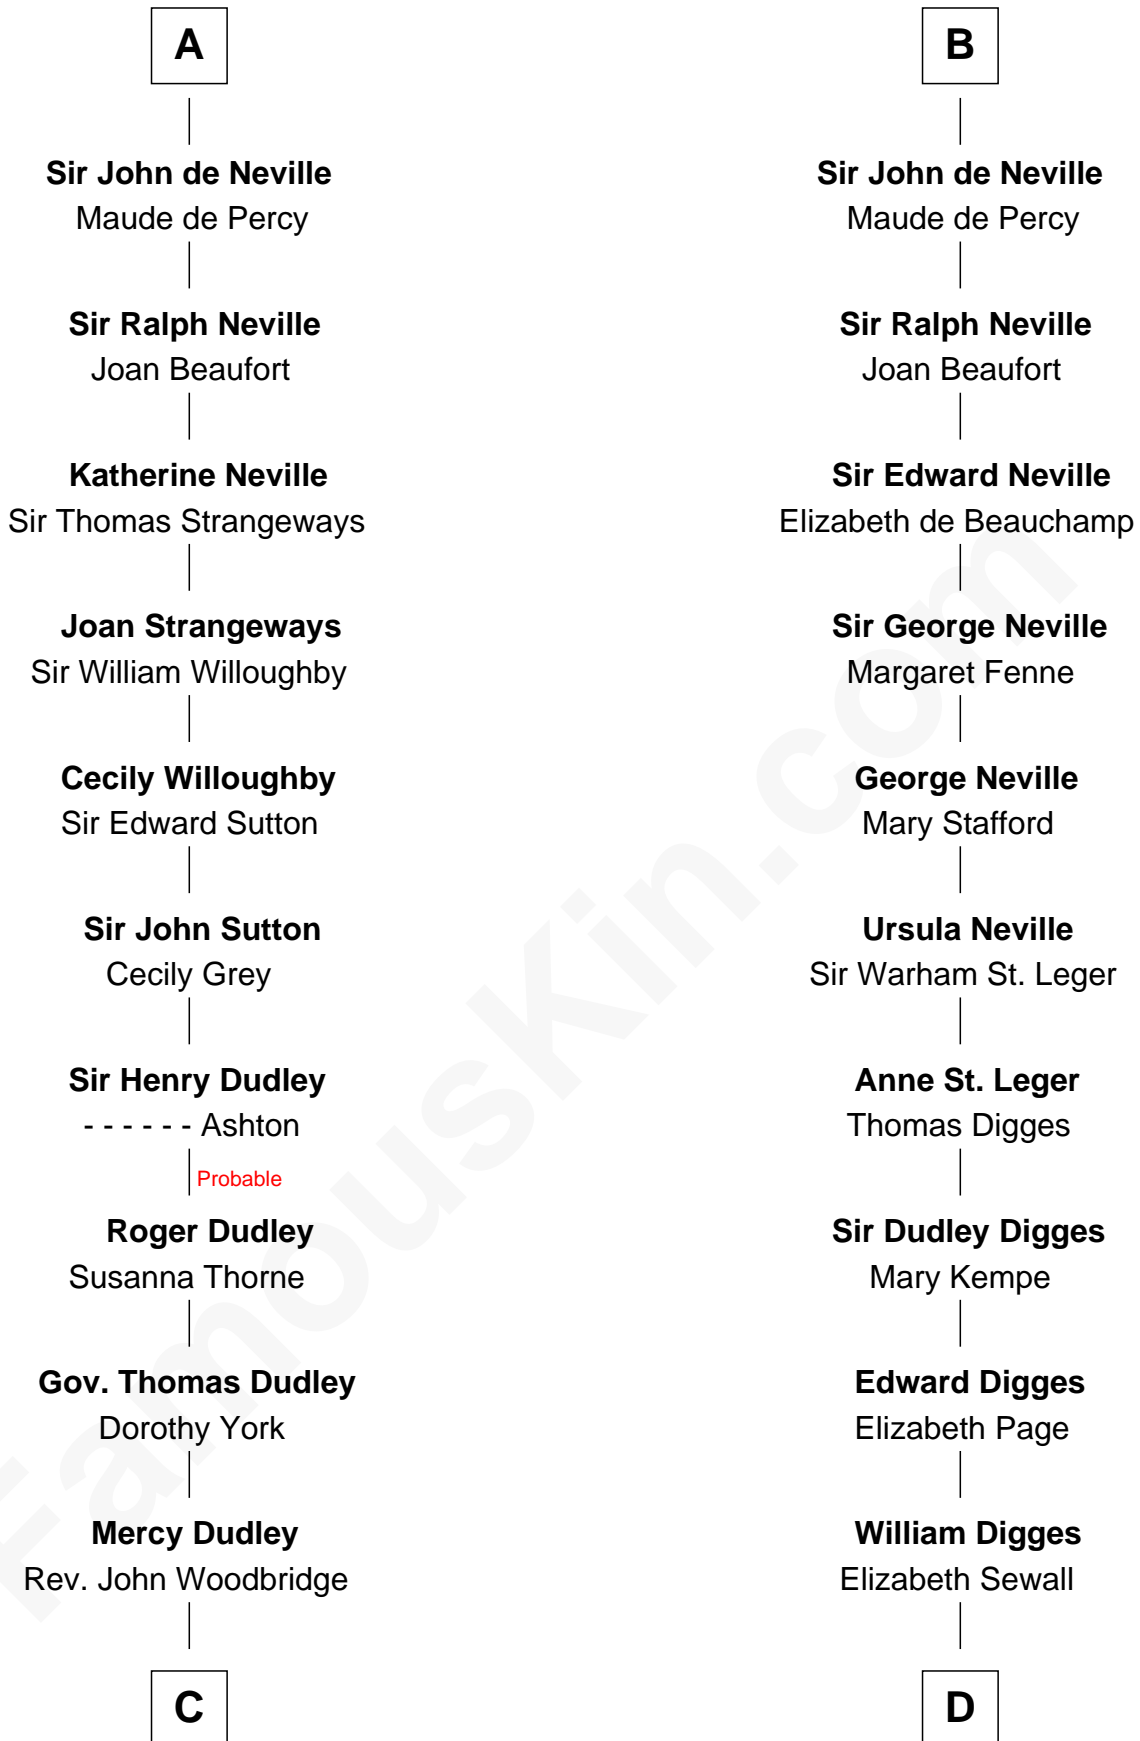 A
Sir John de Neville
Maude de Percy
Sir Ralph Neville
Joan Beaufort
Katherine Neville
Sir Thomas Strangeways
Joan Strangeways
Sir William Willoughby
Cecily Willoughby
Sir Edward Sutton
Sir John Sutton
Cecily Grey
Sir Henry Dudley
- - - - - - Ashton
Probable
Roger Dudley
Susanna Thorne
Gov. Thomas Dudley
Dorothy York
Mercy Dudley
Rev. John Woodbridge
C
B
Sir John de Neville
Maude de Percy
Sir Ralph Neville
Joan Beaufort
Sir Edward Neville
Elizabeth de Beauchamp
Sir George Neville
Margaret Fenne
George Neville
Mary Stafford
Ursula Neville
Sir Warham St. Leger
Anne St. Leger
Thomas Digges
Sir Dudley Digges
Mary Kempe
Edward Digges
Elizabeth Page
William Digges
Elizabeth Sewall
D
FamousKin.com